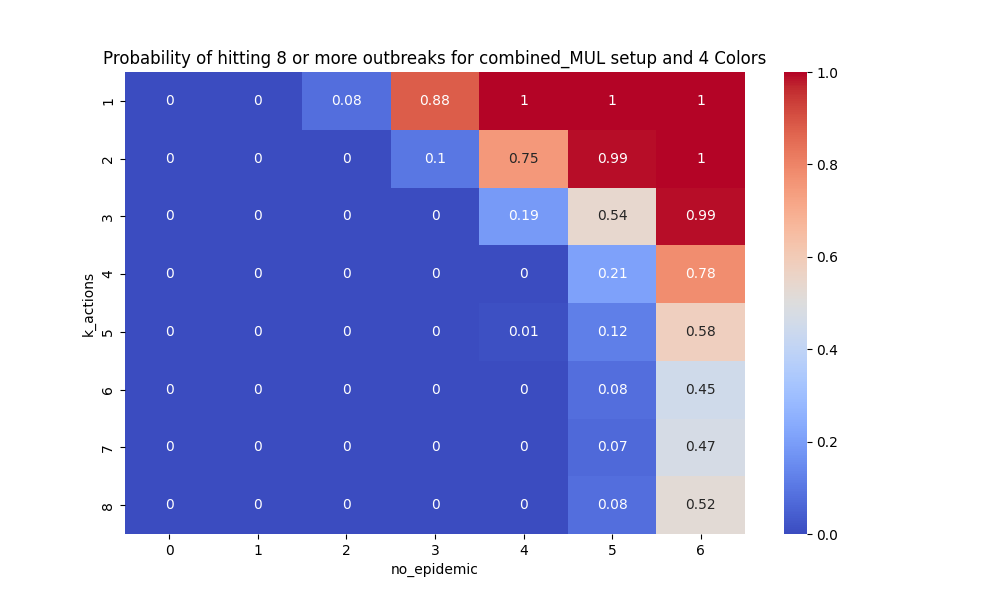 Probability of hitting 8 or more outbreaks for combined_MUL setup and 4 Colors
k_actions
1 0 0 0.08 0.88 1 1 1
2 0 0 0 0.1 0.75 0.99 1
3 0 0 0 0 0.19 0.54 0.99
4 0 0 0 0 0 0.21 0.78
5 0 0 0 0 0.01 0.12 0.58
6 0 0 0 0 0 0.08 0.45
7 0 0 0 0 0 0.07 0.47
8 0 0 0 0 0 0.08 0.52
0 1 2 3 4 5 6
no_epidemic
1.0
0.8
0.6
0.4
0.2
0.0